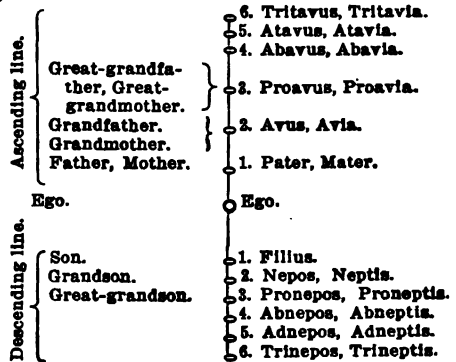 Ascending line.
6. Tritavus, Tritavia.
5. Atavus, Atavia.
4. Abavus, Abavia.
Great-grandfa-
ther, Great-
grandmother.
3. Proavus, Proavia.
Grandfather.
Grandmother.
2. Avus, Avia.
Father, Mother.
1. Pater, Mater.
Ego.
Ego.
Descending line.
Son.
1. Filius.
Grandson.
2. Nepos, Neptis.
Great-grandson.
3. Pronepos, Proneptis.
4. Abnepos, Abneptis.
5. Adnepos, Adneptis.
6. Trinepos, Trineptis.